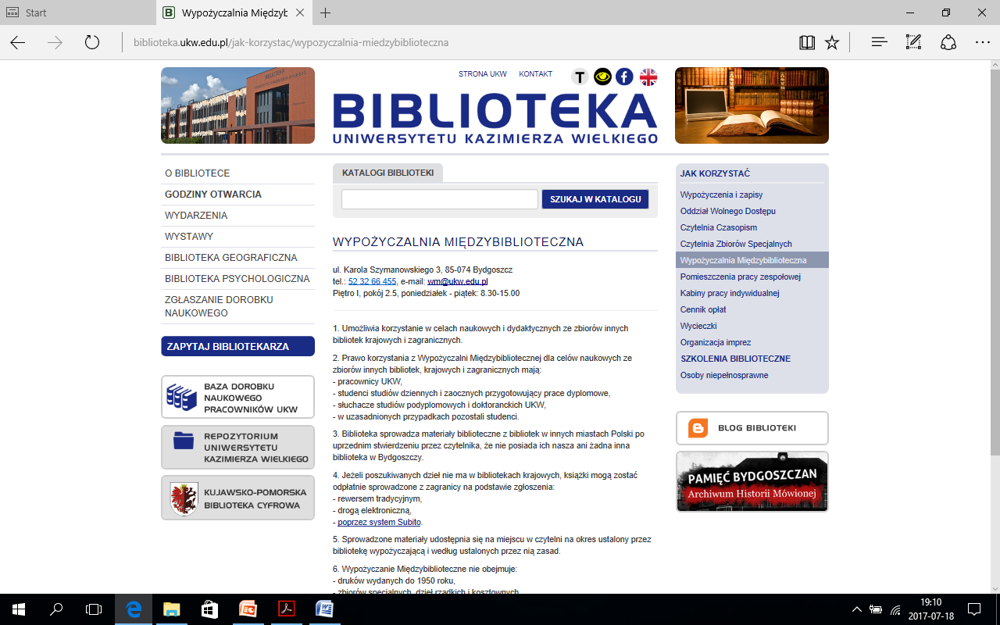 Start
Wypożyczalnia Międzyb
biblioteka.ukw.edu.pl/jak-korzystac/wypozyczalnia-miedzybiblioteczna
BIBLIOTEKA
STRONA UKW
KONTAKT
T
BIBLIOTEKA
UNIWERSYTETU KAZIMIERZA WIELKIEGO
O BIBLIOTECE
GODZINY OTWARCIA
WYDARZENIA
WYSTAWY
BIBLIOTEKA GEOGRAFICZNA
BIBLIOTEKA PSYCHOLOGICZNA
ZGŁASZANIE DOROBKU
NAUKOWEGO
ZAPYTAJ BIBLIOTEKARZA
BAZA DOROBKU
NAUKOWEGO
PRACOWNIKÓW UKW
REPOZYTORIUM
UNIWERSYTETU
KAZIMIERZA WIELKIEGO
KUJAWSKO-POMORSKA
BIBLIOTEKA CYFROWA
KATALOGI BIBLIOTEKI
SZUKAJ W KATALOGU
WYPOŻYCZALNIA MIĘDZYBIBLIOTECZNA
ul. Karola Szymanowskiego 3, 85-074 Bydgoszcz
tel.: 52 32 66 455, e-mail: wm@ukw.edu.pl
Piętro I, pokój 2.5, poniedziałek - piątek: 8.30-15.00
1. Umożliwia korzystanie w celach naukowych i dydaktycznych ze zbiorów innych
bibliotek krajowych i zagranicznych.
2. Prawo korzystania z Wypożyczalni Międzybibliotecznej dla celów naukowych ze
zbiorów innych bibliotek, krajowych i zagranicznych mają:
- pracownicy UKW,
- studenci studiów dziennych i zaocznych przygotowujący prace dyplomowe,
- słuchacze studiów podyplomowych i doktoranckich UKW,
- w uzasadnionych przypadkach pozostali studenci.
3. Biblioteka sprowadza materiały biblioteczne z bibliotek w innych miastach Polski po
uprzednim stwierdzeniu przez czytelnika, że nie posiada ich nasza ani żadna inna
biblioteka w Bydgoszczy.
4. Jeżeli poszukiwanych dzieł nie ma w bibliotekach krajowych, książki mogą zostać
odpłatnie sprowadzone z zagranicy na podstawie zgłoszenia:
- rewersem tradycyjnym,
- drogą elektroniczną,
- poprzez system Subito.
5. Sprowadzone materiały udostępnia się na miejscu w czytelni na okres ustalony przez
bibliotekę wypożyczającą i według ustalonych przez nią zasad.
6. Wypożyczanie Międzybiblioteczne nie obejmuje:
- druków wydanych do 1950 roku,
- zbiorów specjalnych, dzieł rzadkich i kosztownych
JAK KORZYSTAĆ
Wypożyczenia i zapisy
Oddział Wolnego Dostępu
Czytelnia Czasopism
Czytelnia Zbiorów Specjalnych
Wypożyczalnia Międzybiblioteczna
Pomieszczenia pracy zespołowej
Kabiny pracy indywidualnej
Cennik opłat
Wycieczki
Organizacja imprez
SZKOLENIA BIBLIOTECZNE
Osoby niepełnosprawne
BLOG BIBLIOTEKI
PAMIĘĆ BYDGOSZCZAN
Archiwum Historii Mówionej
19:10
2017-07-18